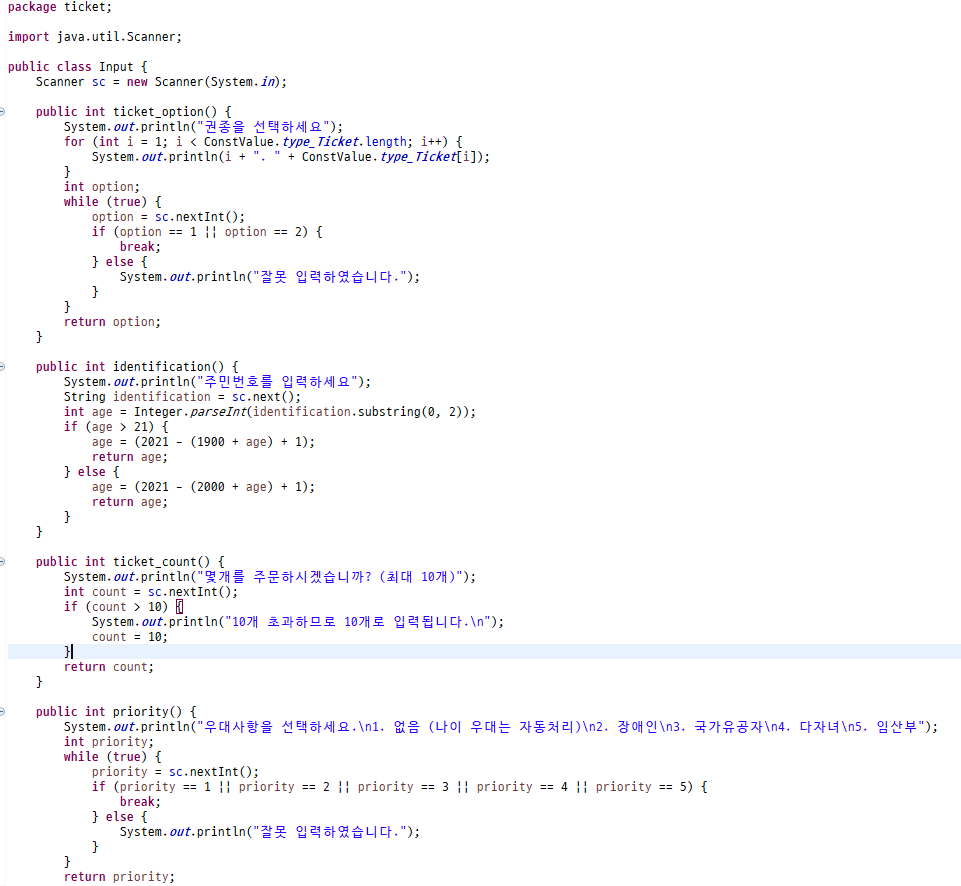 package ticket;
import java.util.Scanner;
public class Input {
Scanner sc = new Scanner(System.in);
public int ticket_option() {
System.out.println("권종을 선택하세요");
for (int i = 1; i < ConstValue.type_Ticket.length; i++) {
System.out.println(i + ". " + ConstValue.type_Ticket[i]);
}
int option;
while (true) {
option = sc.nextInt();
if (option == 1 || option == 2) {
break;
} else {
System.out.println("잘못 입력하였습니다.");
}
}
return option;
}
public int identification() {
System.out.println("주민번호를 입력하세요");
String identification = sc.next();
int age = Integer.parseInt(identification.substring(0, 2));
if (age > 21) {
age = (2021 - (1900 + age) + 1);
return age;
} else {
age = (2021 - (2000 + age) + 1);
return age;
}
}
public int ticket_count() {
System.out.println("몇개를 주문하시겠습니까? (최대 10개)");
int count = sc.nextInt();
if (count > 10) {
System.out.println("10개 초과하므로 10개로 입력됩니다.\n");
count = 10;
}
return count;
}
public int priority() {
System.out.println("우대사항을 선택하세요.\n1. 없음 (나이 우대는 자동처리)\n2. 장애인\n3. 국가유공자\n4. 다자녀\n5. 임산부");
int priority;
while (true) {
priority = sc.nextInt();
if (priority == 1 || priority == 2 || priority == 3 || priority == 4 || priority == 5) {
break;
} else {
System.out.println("잘못 입력하였습니다.");
}
}
return priority;